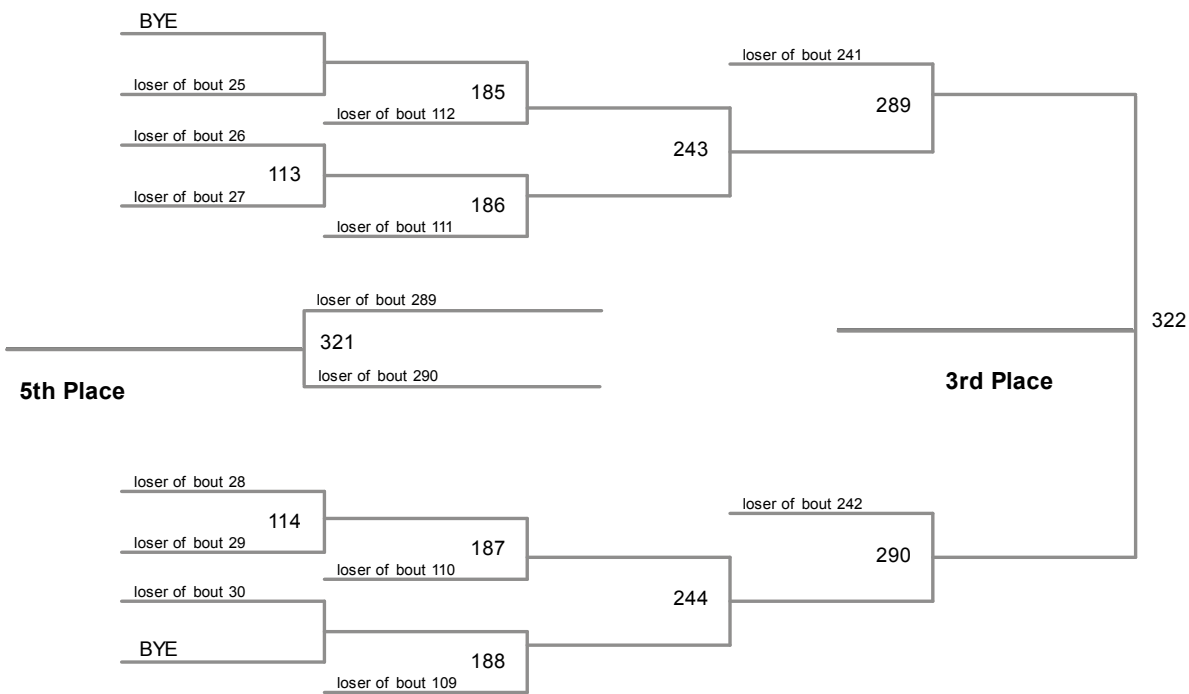 BYE
loser of bout 241
loser of bout 25
185
289
loser of bout 112
loser of bout 26
243
113
loser of bout 27
186
loser of bout 111
loser of bout 289
322
321
loser of bout 290
3rd Place
5th Place
loser of bout 28
loser of bout 242
114
loser of bout 29
187
290
loser of bout 110
loser of bout 30
244
BYE
188
loser of bout 109